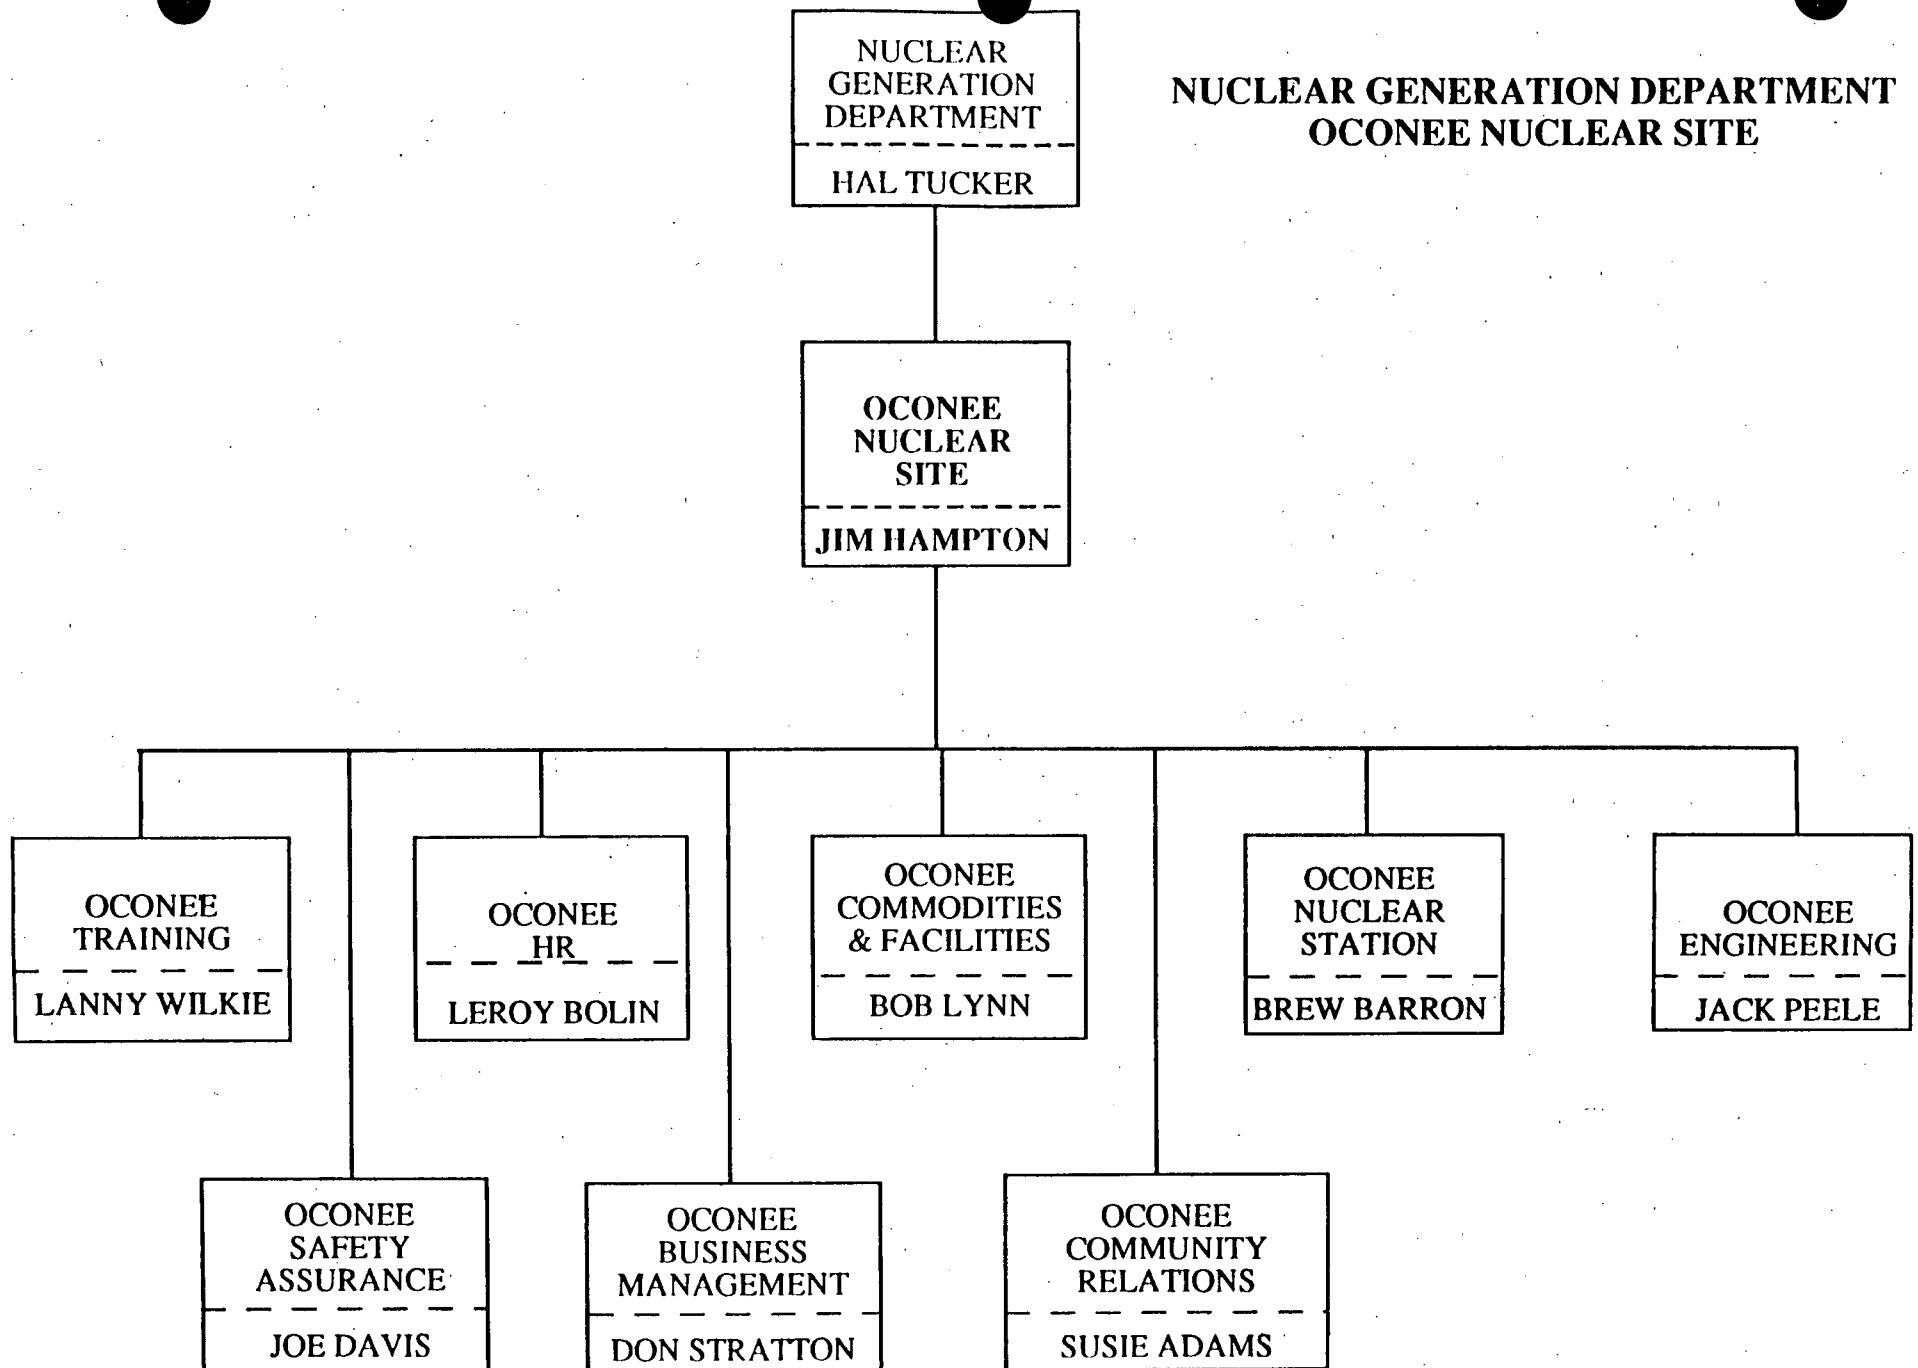 NUCLEAR
GENERATION
DEPARTMENT
HAL TUCKER
NUCLEAR GENERATION DEPARTMENT
OCONEE NUCLEAR SITE
OCONEE
NUCLEAR
SITE
JIM HAMPTON
OCONEE
TRAINING
LANNY WILKIE
OCONEE
HR
LEROY BOLIN
OCONEE
COMMODITIES
& FACILITIES
BOB LYNN
OCONEE
NUCLEAR
STATION
BREW BARRON
OCONEE
ENGINEERING
JACK PEELE
OCONEE
SAFETY
ASSURANCE
JOE DAVIS
OCONEE
BUSINESS
MANAGEMENT
DON STRATTON
OCONEE
COMMUNITY
RELATIONS
SUSIE ADAMS